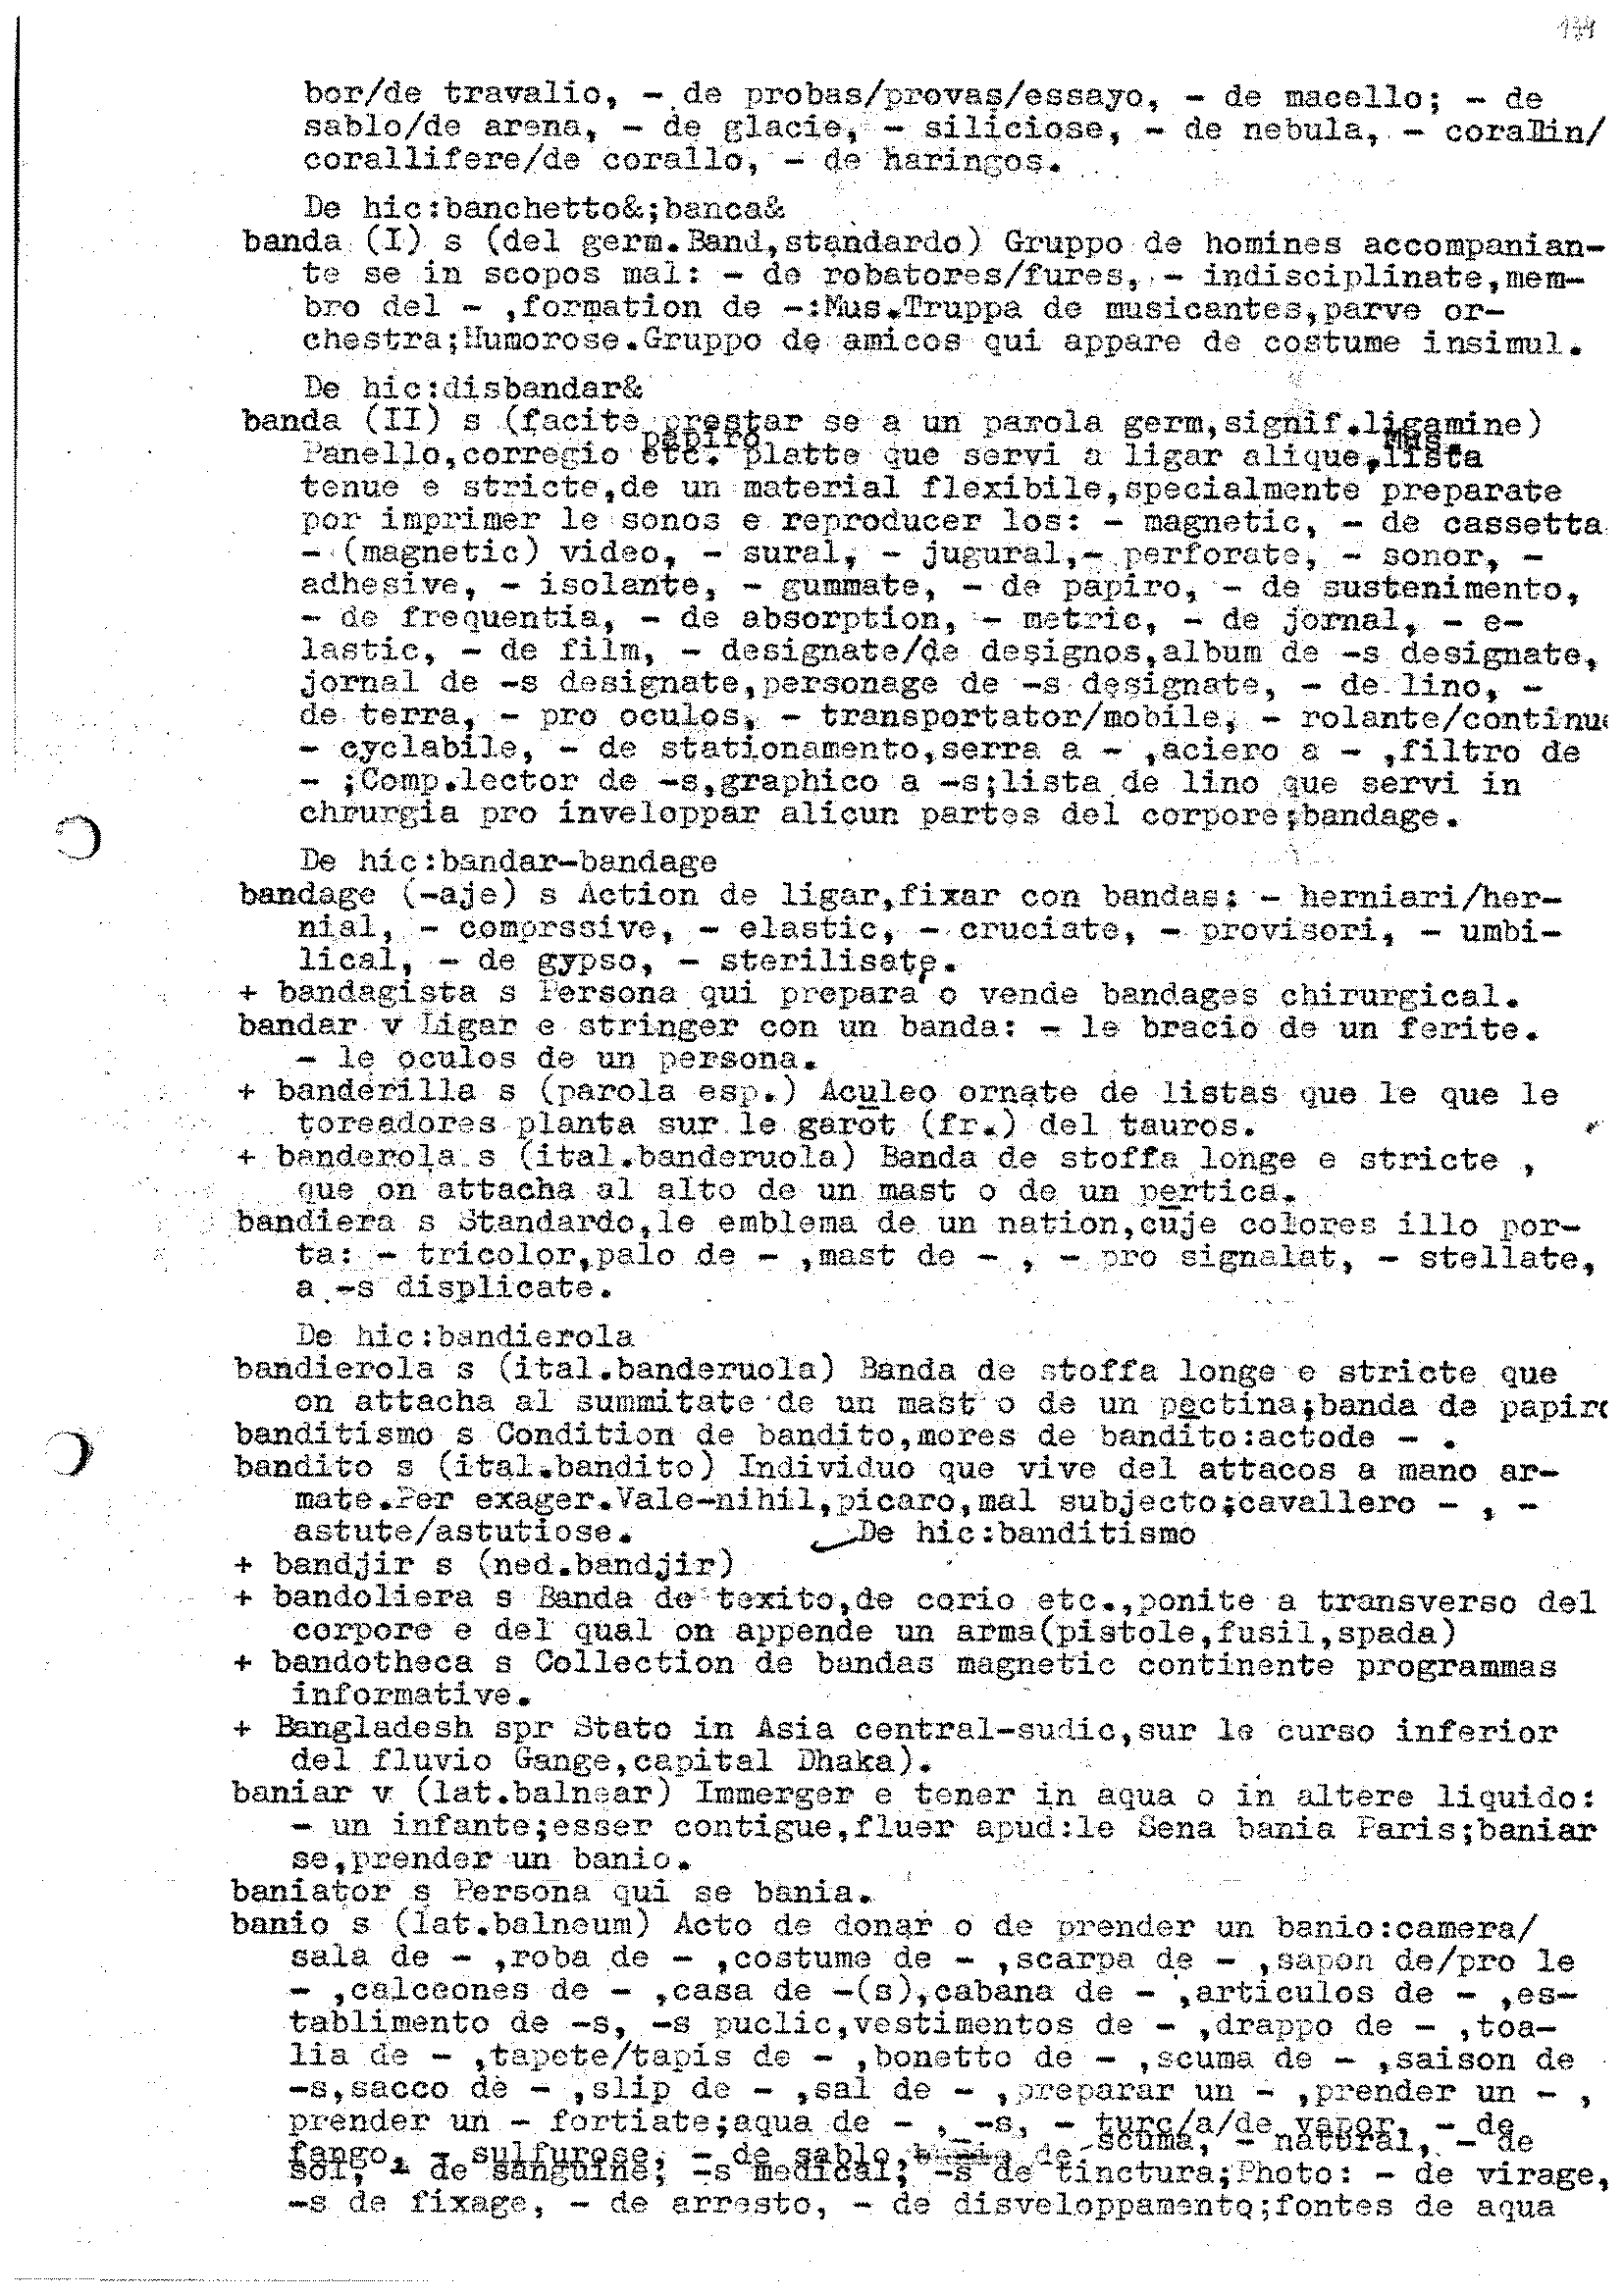 134
bor/de travalio, - de probas/provas/essayo, - de macello; - de
sablo/de arena, - de glacie, - siliciose, - de nebula, - corallin/
corallifere/de corallo, - de haringos.
De hic:banchetto&;banca&
banda (I) s (del germ.Band,standardo) Gruppo de homines accompanian-
te se in scopos mal: - de robatores/fures, - indisciplinate,mem-
bro del - ,formation de -:Mus.Truppa de musicantes,parve or-
chestra;Humorose.Gruppo de amicos qui appare de costume insimul.
De hic:disbandar&
banda (II) s (facite prestar se a un parola germ,signif.ligamine)
papiro Mus.
Panello,corregio etc. platte que servi a ligar alique,lista
tenue e stricte,de un material flexibile,specialmente preparate
por imprimer le sonos e reproducer los: - magnetic, - de cassetta
- (magnetic) video, - sural, - jugural,- perforate, - sonor, -
adhesive, - isolante, - gummate, - de papiro, - de sustenimento,
- de frequentia, - de absorption, - metric, - de jornal, - e-
lastic, - de film, - designate/de designos,album de -s designate,
jornal de -s designate,personage de -s designate, - de lino, -
de terra, - pro oculos, - transportator/mobile, - rolante/continue
- cyclabile, - de stationamento,serra a - ,aciero a - ,filtro de
- ;Comp.lector de -s,graphico a -s;lista de lino que servi in
chrurgia pro inveloppar alicun partes del corpore;bandage.
De hic:bandar-bandage
bandage (-aje) s Action de ligar,fixar con bandas: - herniari/her-
nial, - comprssive, - elastic, - cruciate, - provisori, - umbi-
lical, - de gypso, - sterilisate.
+ bandagista s Persona qui prepara o vende bandages chirurgical.
bandar v Ligar e stringer con un banda: - le bracio de un ferite.
- le oculos de un persona.
+ banderilla s (parola esp.) Aculeo ornate de listas que le que le
toreadores planta sur le garot (fr.) del tauros.
+ banderola s (ital.banderuola) Banda de stoffa longe e stricte ,
que on attacha al alto de un mast o de un pertica.
bandiera s Standardo,le emblema de un nation,cuje colores illo por-
ta: - tricolor,palo de - ,mast de - , - pro signalat, - stellate,
a -s displicate.
De hic:bandierola
bandierola s (ital.banderuola) Banda de stoffa longe e stricte que
on attacha al summitate de un mast o de un pectina;banda de papiro
banditismo s Condition de bandito,mores de bandito:actode - .
bandito s (ital.bandito) Individuo que vive del attacos a mano ar-
mate.Per exager.Vale-nihil,picaro,mal subjecto;cavallero - , -
astute/astutiose. De hic:banditismo
+ bandjir s (ned.bandjir)
+ bandoliera s Banda de texito,de corio etc.,ponite a transverso del
corpore e del qual on appende un arma(pistole,fusil,spada)
+ bandotheca s Collection de bandas magnetic continente programmas
informative.
+ Bangladesh spr Stato in Asia central-sudic,sur le curso inferior
del fluvio Gange,capital Dhaka).
baniar v (lat.balnear) Immerger e tener in aqua o in altere liquido:
- un infante;esser contigue,fluer apud:le Sena bania Paris;baniar
se,prender un banio.
baniator s Persona qui se bania.
banio s (lat.balneum) Acto de donar o de prender un banio:camera/
sala de - ,roba de - ,costume de - ,scarpa de - ,sapon de/pro le
- ,calceones de - ,casa de -(s),cabana de - ,articulos de - ,es-
tablimento de -s, -s puclic,vestimentos de - ,drappo de - ,toa-
lia de - ,tapete/tapis de - ,bonetto de - ,scuma de - ,saison de
-s,sacco de - ,slip de - ,sal de - ,preparar un - ,prender un - ,
prender un - fortiate;aqua de - , -s, - turc/a/de vapor, - de
fango, - sulfurose, - de sablo, de scuma, - natural, - de
sol, - de sanguine, -s medical, -s de tinctura;Photo: - de virage,
-s de fixage, - de arresto, - de disveloppamento;fontes de aqua